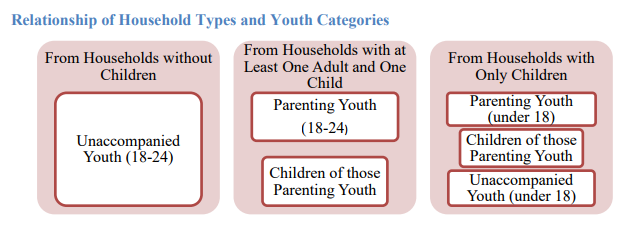 Relationship of Household Types and Youth Categories
From Households without
Children
Unaccompanied
Youth (18-24)
From Households with at
Least One Adult and One
Child
Parenting Youth
(18-24)
Children of those
Parenting Youth
From Households with
Only Children
Parenting Youth
(under 18)
Children of those
Parenting Youth
Unaccompanied
Youth (under 18)